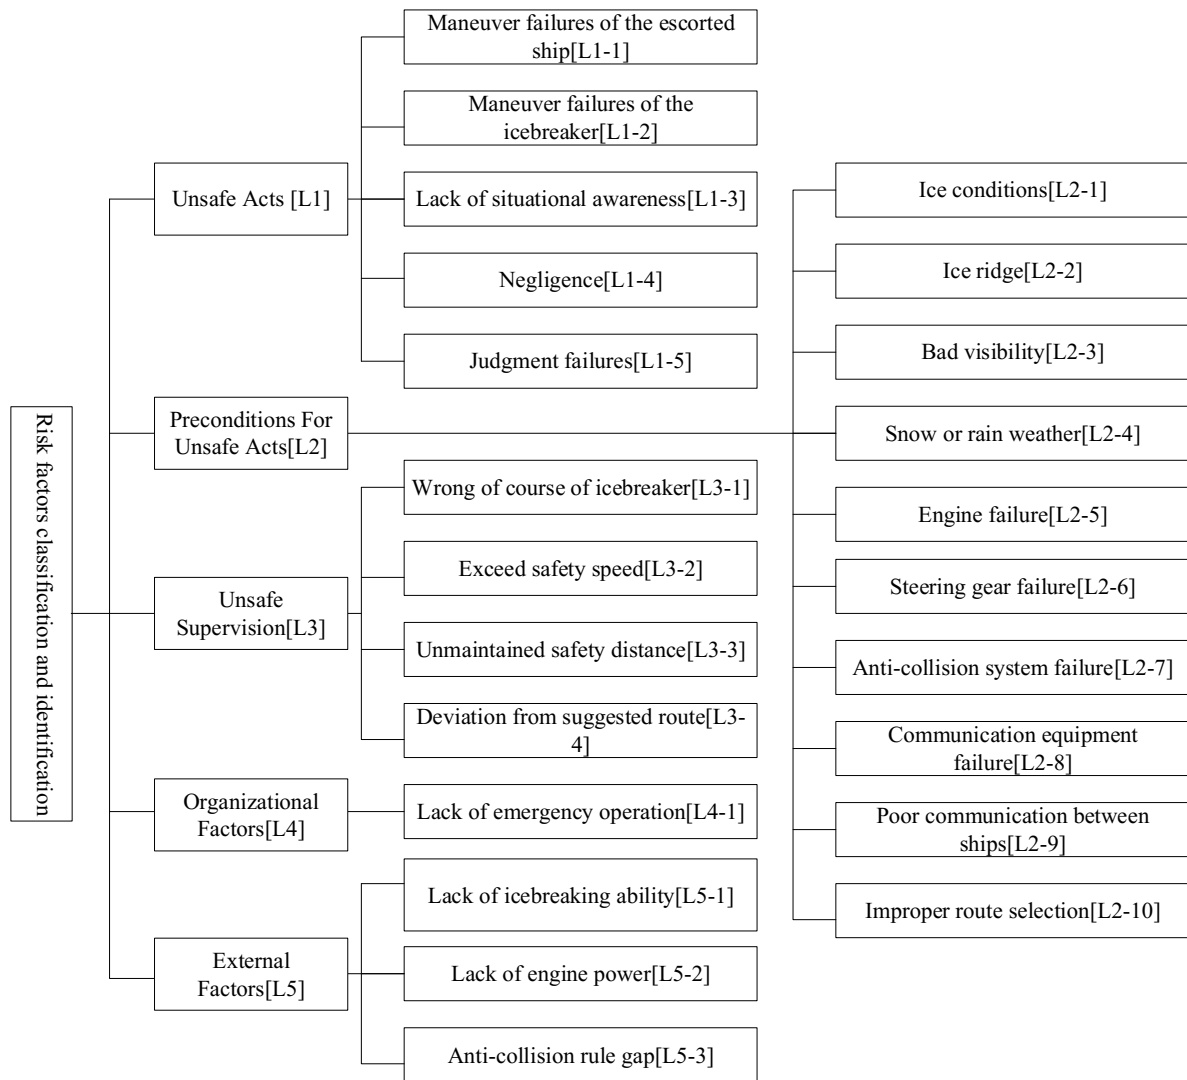 Risk factors classification and identification
Unsafe Acts [L1]
Maneuver failures of the escorted
ship[L1-1]
Maneuver failures of the
icebreaker[L1-2]
Lack of situational awareness[L1-3]
Negligence[L1-4]
Judgment failures[L1-5]
Preconditions For
Unsafe Acts[L2]
Ice conditions[L2-1]
Ice ridge[L2-2]
Bad visibility[L2-3]
Snow or rain weather[L2-4]
Engine failure[L2-5]
Steering gear failure[L2-6]
Anti-collision system failure[L2-7]
Communication equipment
failure[L2-8]
Poor communication between
ships[L2-9]
Improper route selection[L2-10]
Unsafe
Supervision[L3]
Wrong of course of icebreaker[L3-1]
Exceed safety speed[L3-2]
Unmaintained safety distance[L3-3]
Deviation from suggested route[L3-
4]
Organizational
Factors[L4]
Lack of emergency operation[L4-1]
External
Factors[L5]
Lack of icebreaking ability[L5-1]
Lack of engine power[L5-2]
Anti-collision rule gap[L5-3]